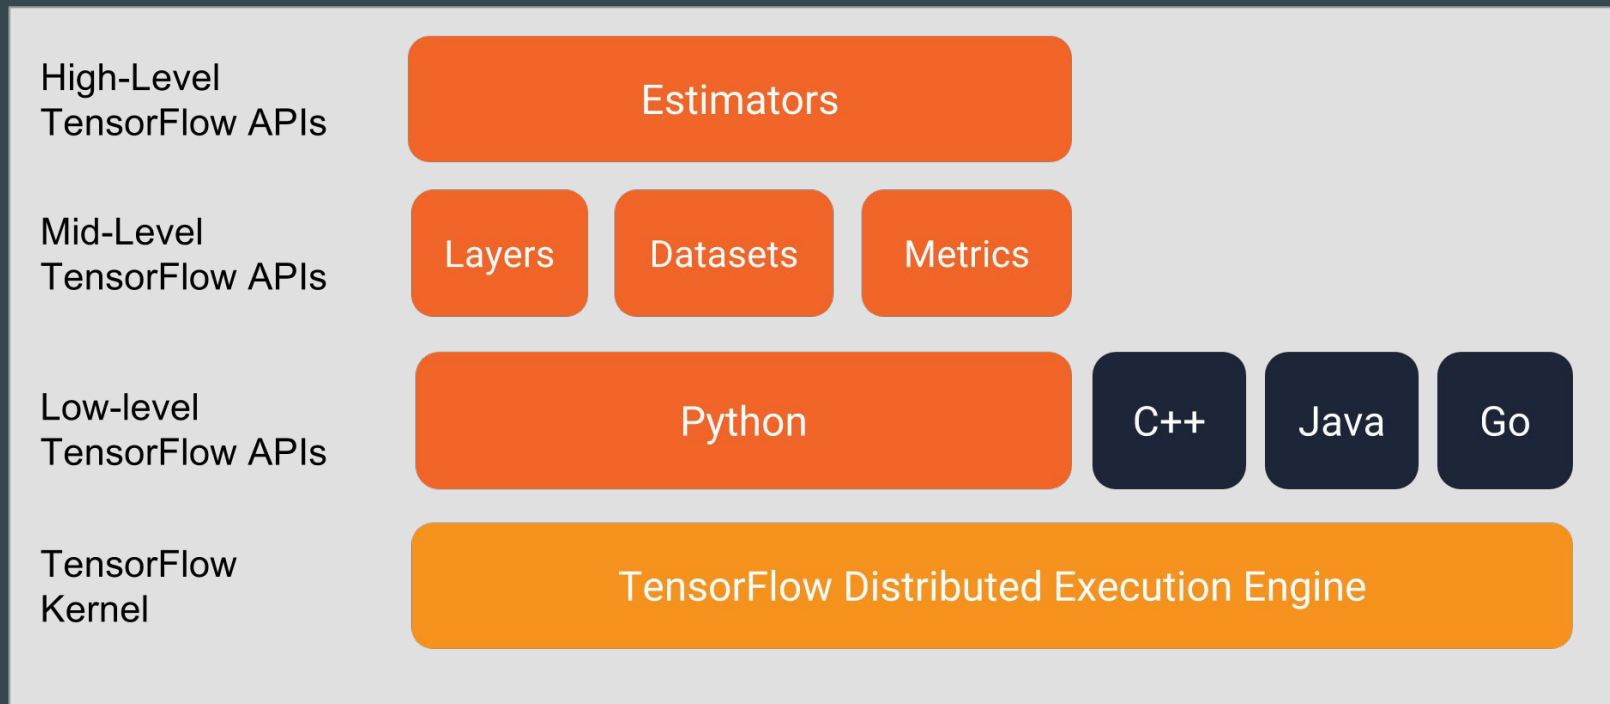 High-Level
TensorFlow APIs
Estimators
Mid-Level
TensorFlow APIs
Layers
Datasets
Metrics
Low-level
TensorFlow APIs
Python
C++
Java
Go
TensorFlow
Kernel
TensorFlow Distributed Execution Engine